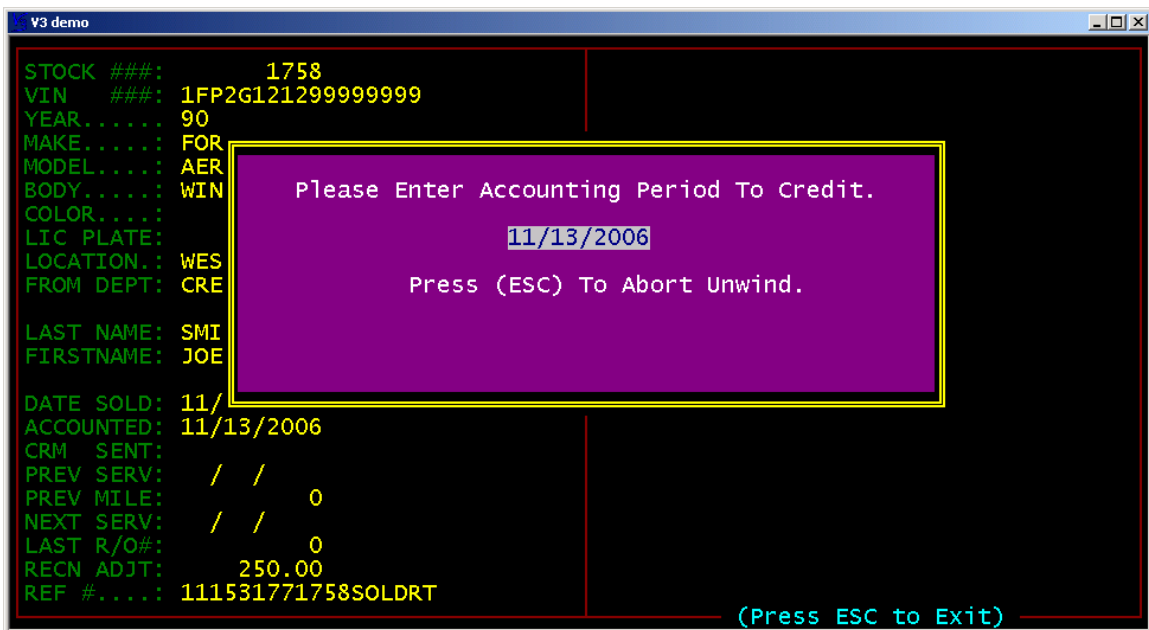 V3 demo
STOCK ###: 1758
VIN ###: 1FP2G121299999999
YEAR...... 90
MAKE.....: FOR
MODEL....: AER
BODY.....: WIN
COLOR....:
LIC PLATE:
LOCATION.: WES
FROM DEPT: CRE
LAST NAME: SMI
FIRSTNAME: JOE
DATE SOLD: 11/
ACCOUNTED: 11/13/2006
CRM SENT:
PREV SERV: / /
PREV MILE: 0
NEXT SERV: / /
LAST R/O#: 0
RECN ADJT: 250.00
REF #....: 111531771758SOLDRT
Please Enter Accounting Period To Credit.
11/13/2006
Press (ESC) To Abort Unwind.
(Press ESC to Exit)